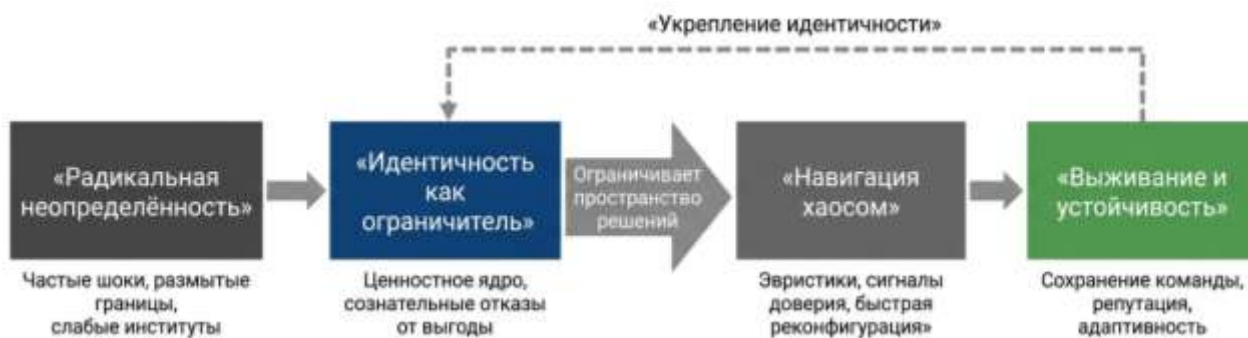 «Укрепление идентичности»
«Радикальная
неопределённость»
«Идентичность
как
ограничитель»
Ограничивает
пространство
решений
«Навигация
хаосом»
«Выживание и
устойчивость»
Частые шоки, размытые
границы,
слабые институты
Ценностное ядро,
сознательные отказы
от выгоды
Эвристики, сигналы
доверия, быстрая
реконфигурация»
Сохранение команды,
репутация,
адаптивность